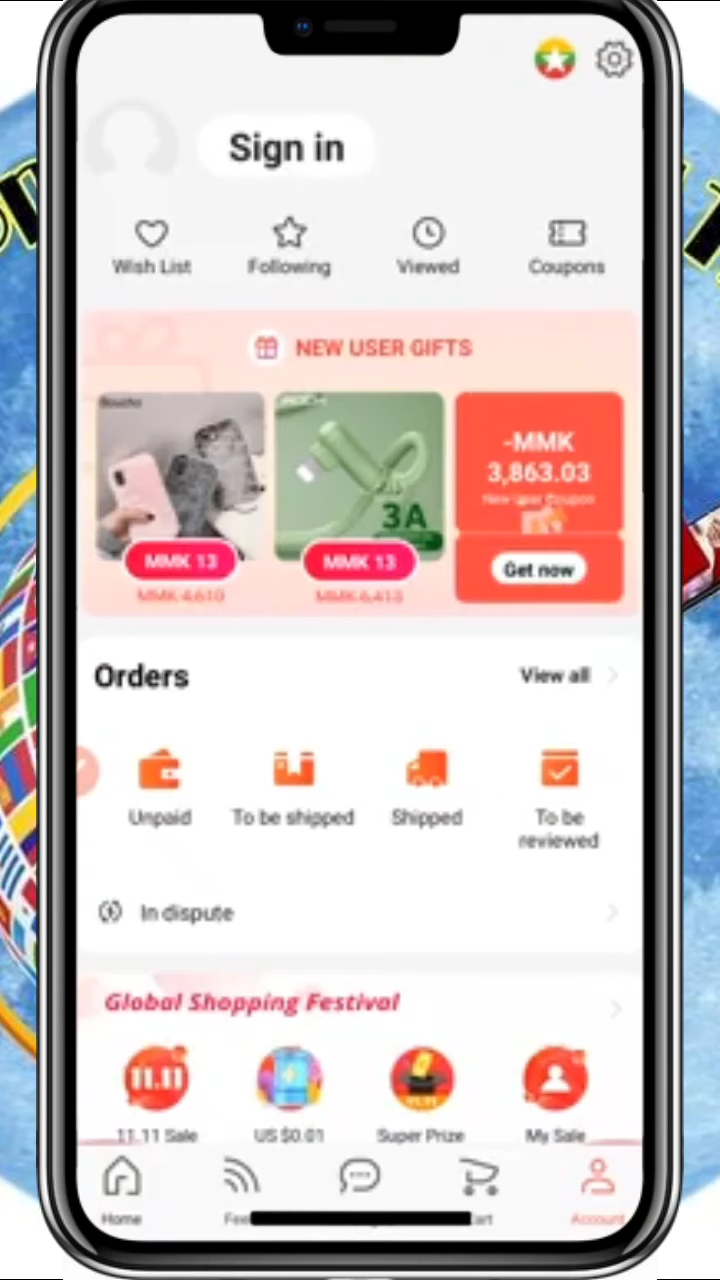 Sign in
Wish List
Following
Viewed
Coupons
NEW USER GIFTS
-MMK
3,863.03
New User Coupon
3A
MMK 13
MMK 13
Get now
MMK 4,610
MMK 6,413
Orders
View all
Unpaid
To be shipped
Shipped
To be
reviewed
In dispute
Global Shopping Festival
11.11
11.11 Sale
US $0.01
Super Prize
My Sale
Home
Account